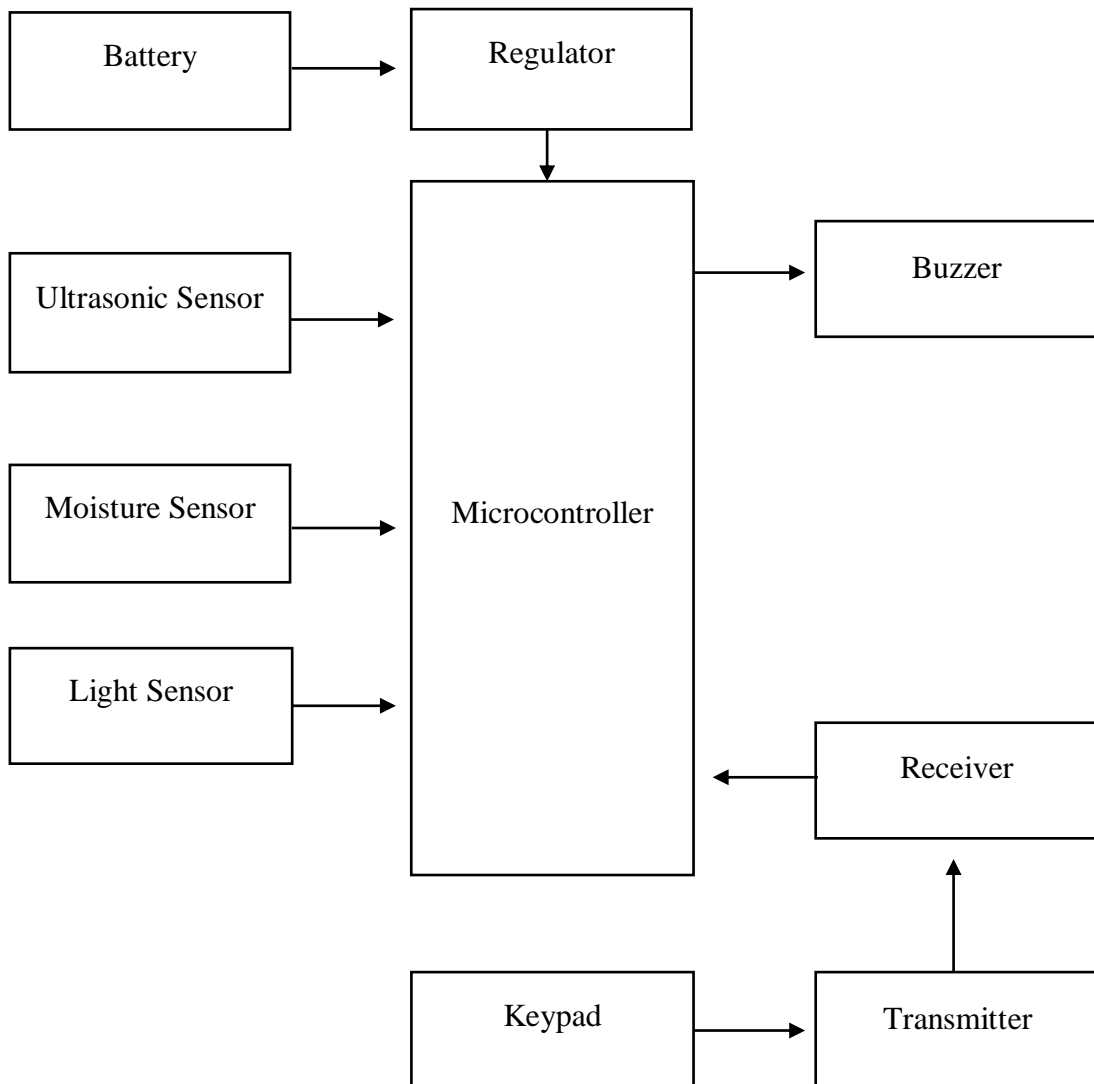 Battery
Regulator
Buzzer
Ultrasonic Sensor
Moisture Sensor
Microcontroller
Light Sensor
Receiver
Keypad
Transmitter